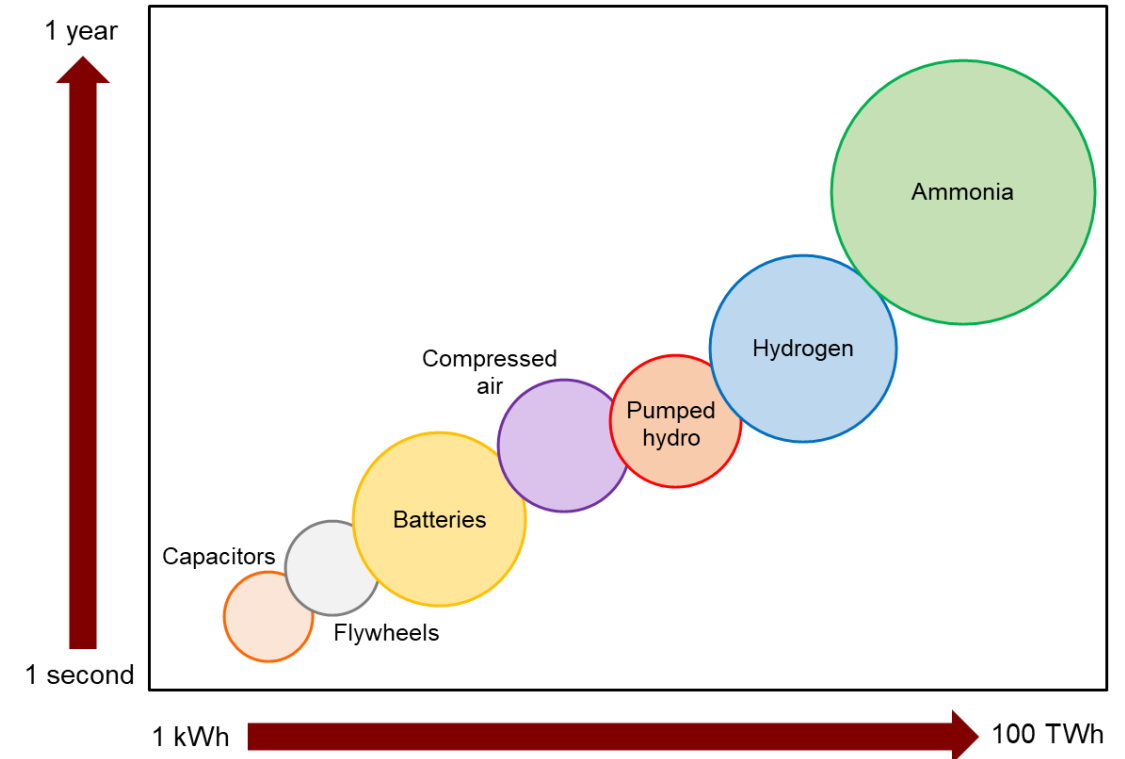 1 year
Ammonia
Hydrogen
Compressed
air
Pumped
hydro
Batteries
Capacitors
Flywheels
1 second
1 kWh
100 TWh